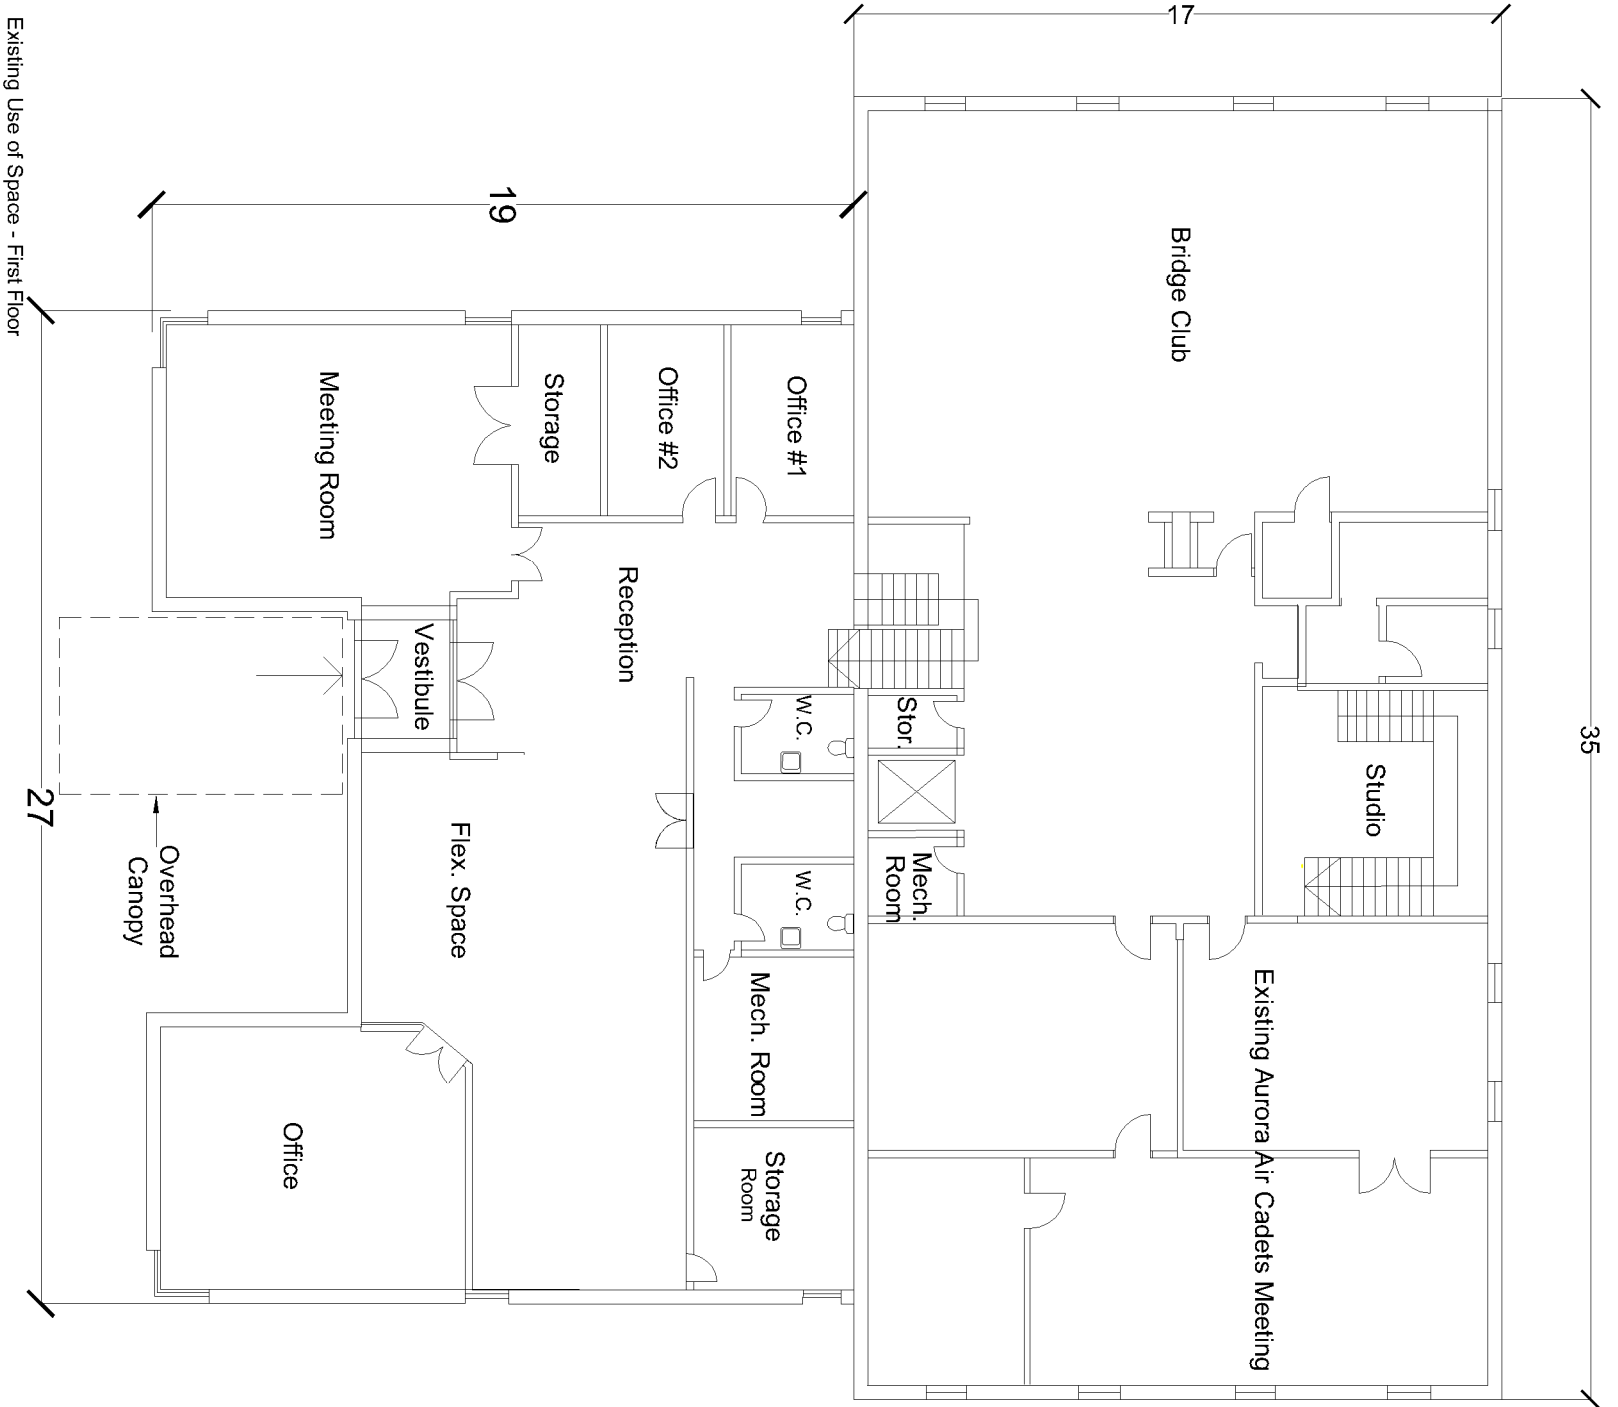 Existing Use of Space - First Floor
17
35
19
27
Bridge Club
Studio
Existing Aurora Air Cadets Meeting
Stor.
Mech.
Room
Office #1
Office #2
Storage
Meeting Room
Reception
Vestibule
W.C.
W.C.
Flex. Space
Mech. Room
Storage
Room
Office
Overhead
Canopy